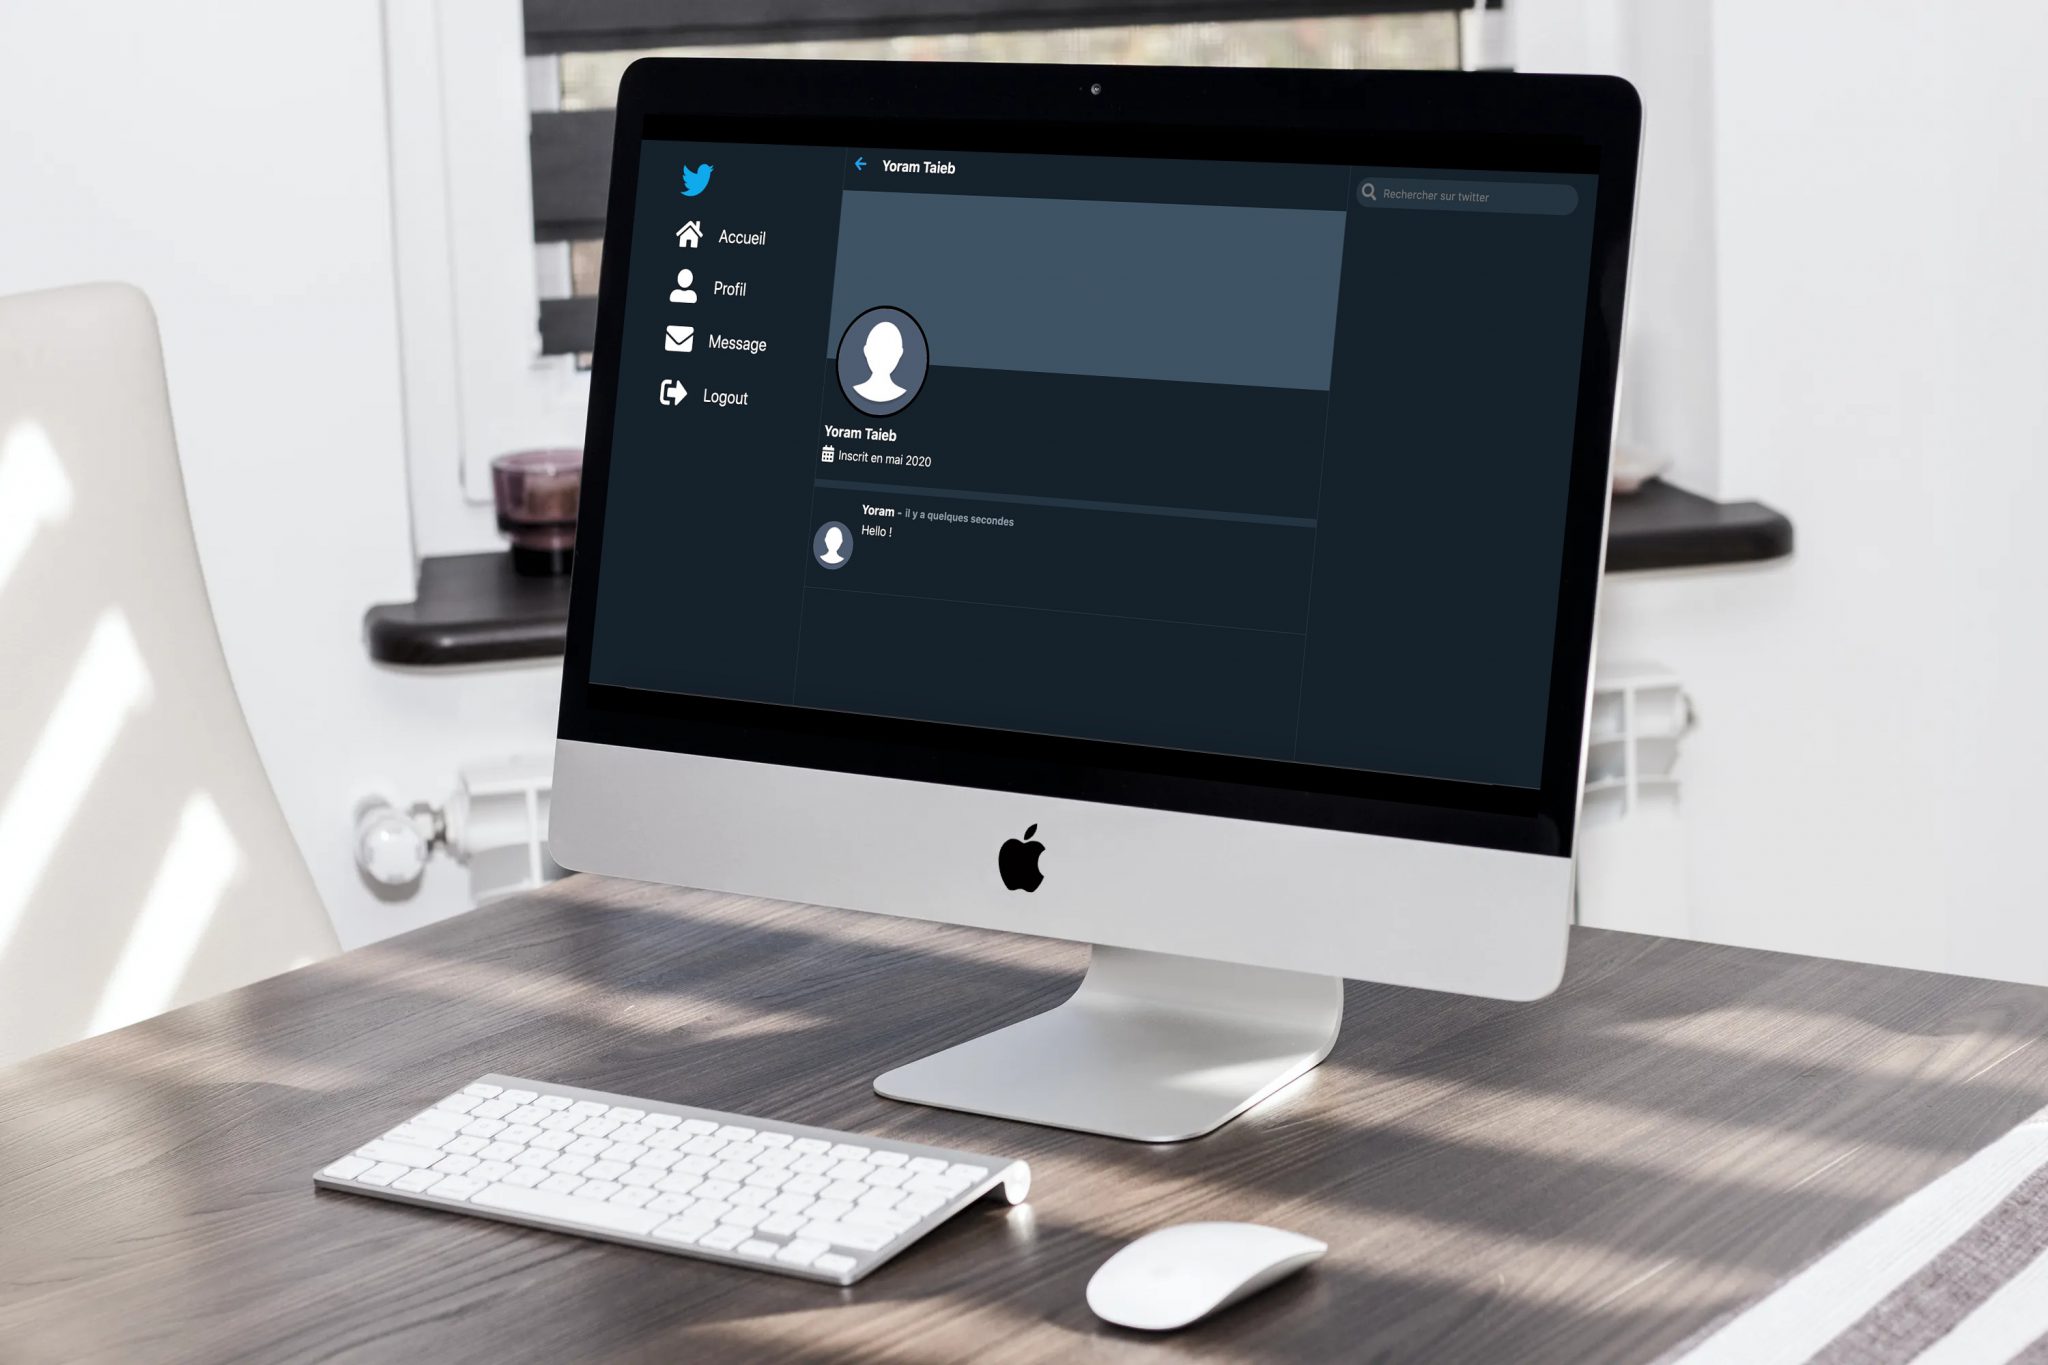 Accueil
Profil
Message
Logout
Yoram Taieb
Yoram Taieb
Inscrit en mai 2020
Yoram - il y a quelques secondes
Hello !
Rechercher sur twitter